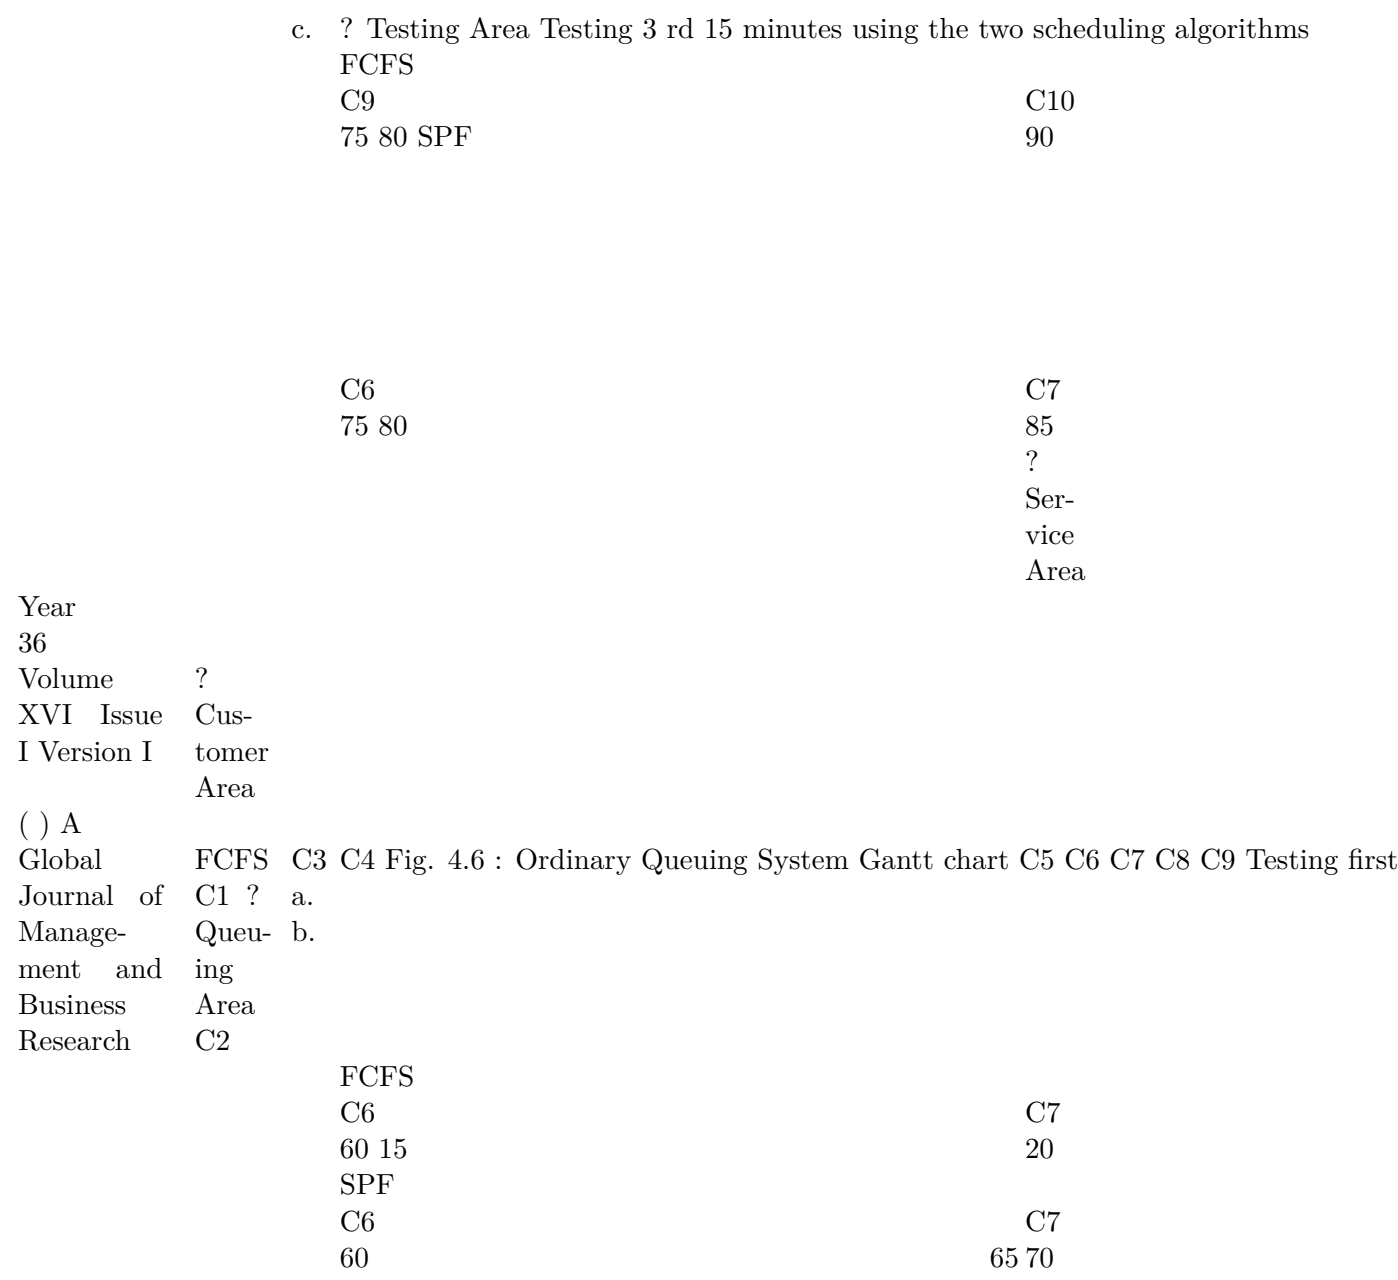 c. ? Testing Area Testing 3 rd 15 minutes using the two scheduling algorithms
FCFS
C9 C10
75 80 SPF 90
C6 C7
75 80 85
?
Ser-
vice
Area
Year
36
Volume ?
XVI Issue Cus-
I Version I tomer
Area
( ) A
Global FCFS C3 C4 Fig. 4.6 : Ordinary Queuing System Gantt chart C5 C6 C7 C8 C9 Testing first
Journal of C1 ? a.
Manage- Queu- b.
ment and ing
Business Area
Research C2
FCFS
C6 C7
60 15 20
SPF
C6 C7
60 65 70